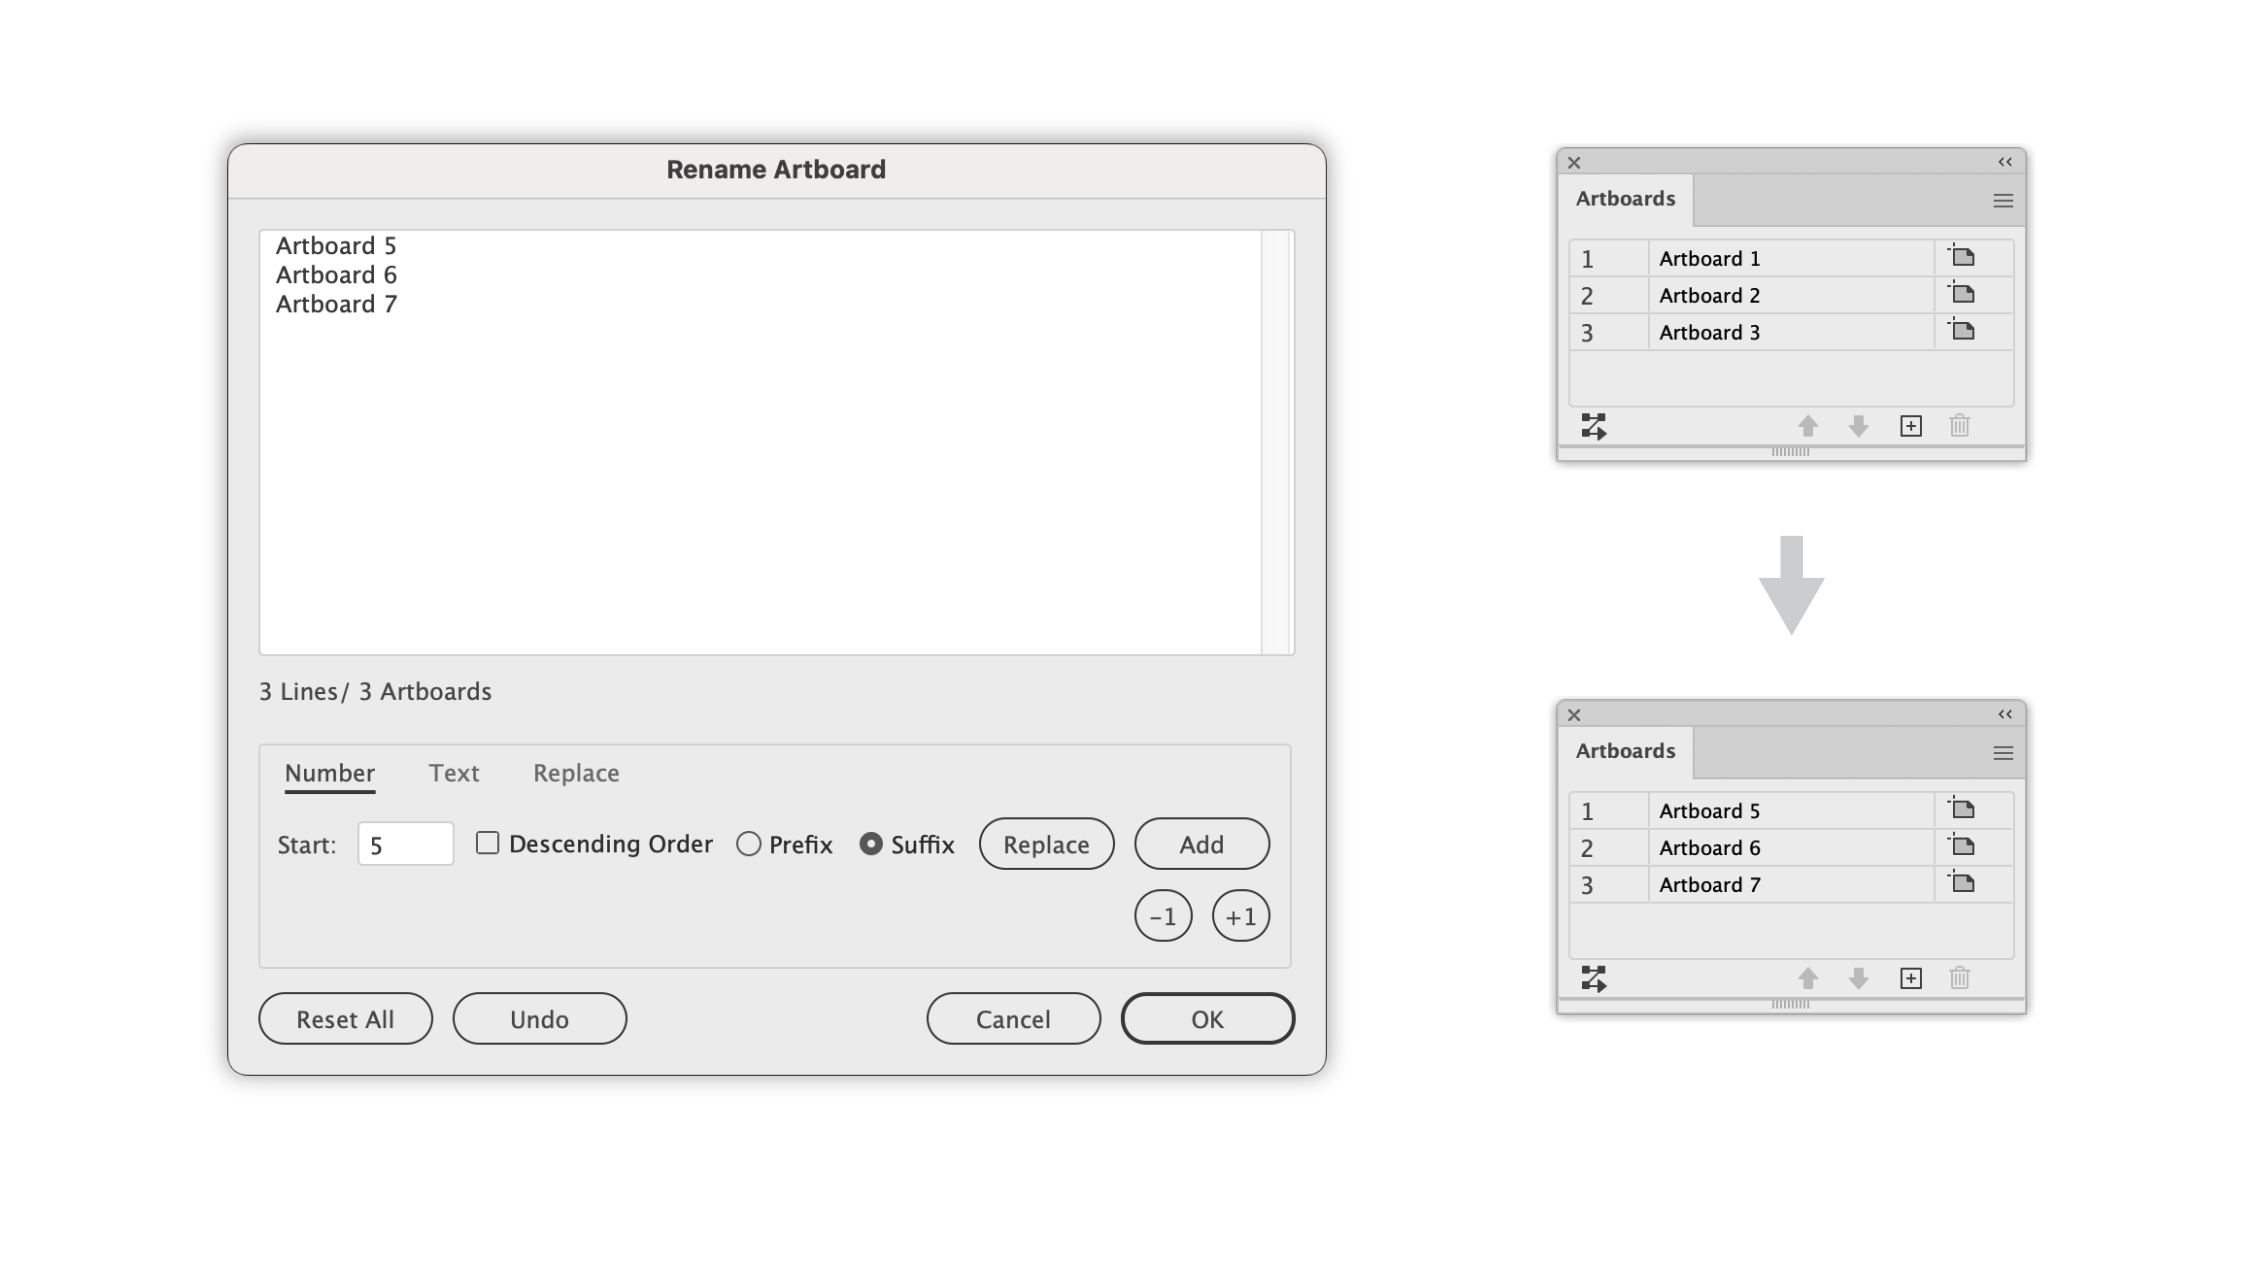 Rename Artboard
Artboard 5
Artboard 6
Artboard 7
3 Lines/ 3 Artboards
Number Text Replace
Start: 5 Descending Order Prefix Suffix Replace Add
-1 +1
Reset All Undo Cancel OK
Artboards
1 Artboard 1
2 Artboard 2
3 Artboard 3
Artboards
1 Artboard 5
2 Artboard 6
3 Artboard 7